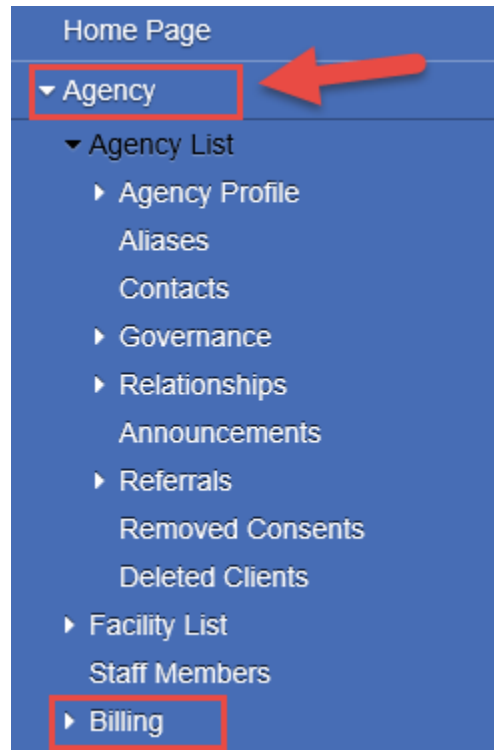 Home Page
Agency
Agency List
Agency Profile
Aliases
Contacts
Governance
Relationships
Announcements
Referrals
Removed Consents
Deleted Clients
Facility List
Staff Members
Billing